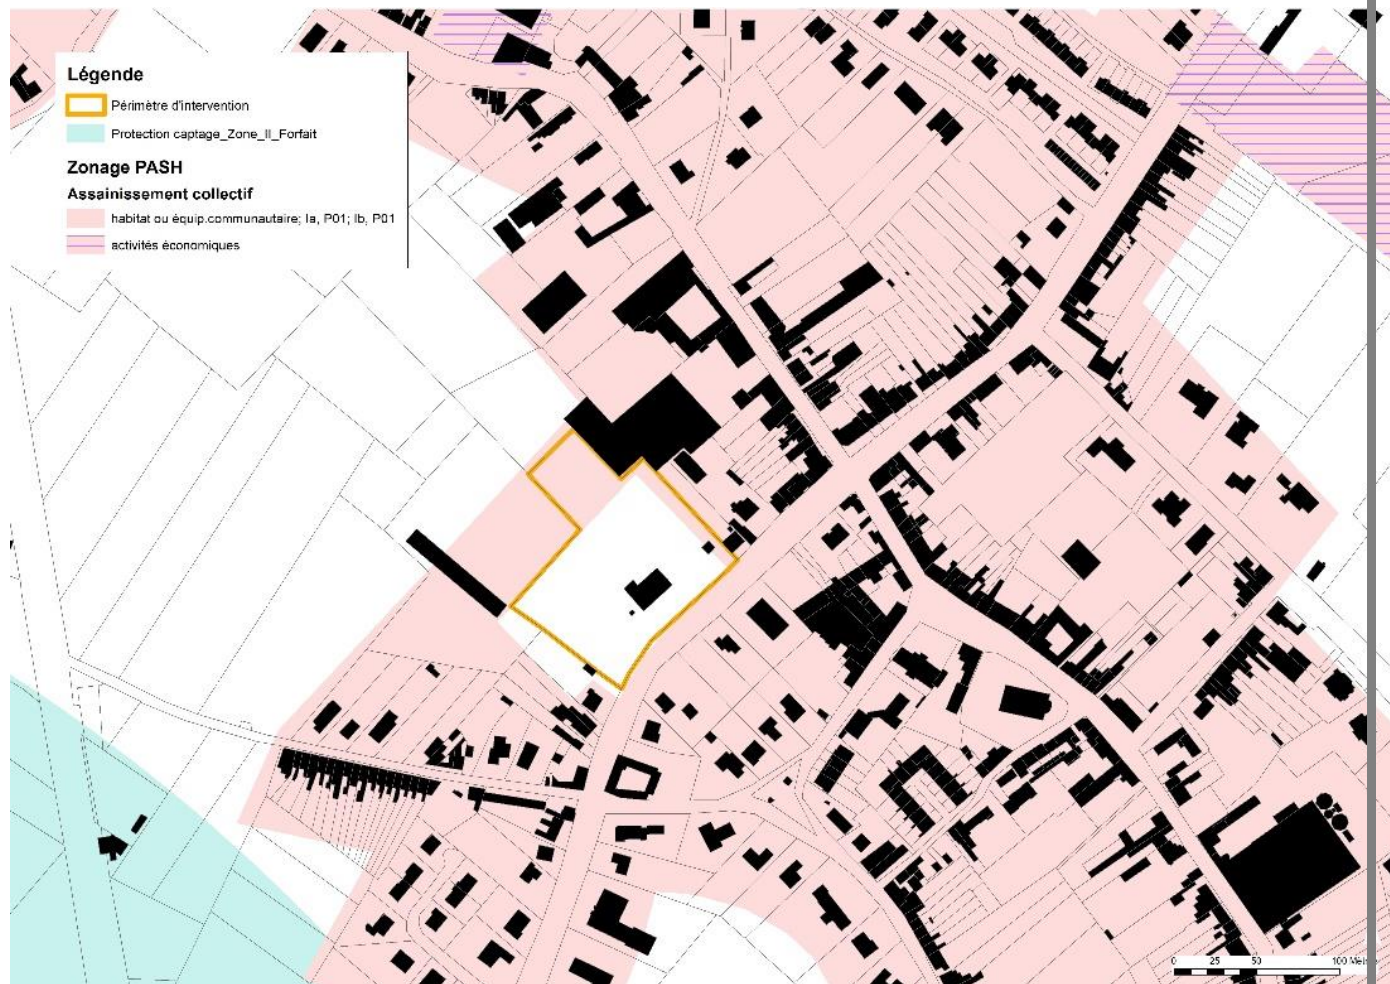 Légende
Périmètre d'intervention
Protection captage_Zone_II_Forfait
Zonage PASH
Assainissement collectif
habitat ou équip.communautaire; Ia, P01; Ib, P01
activités économiques
0 25 50 100